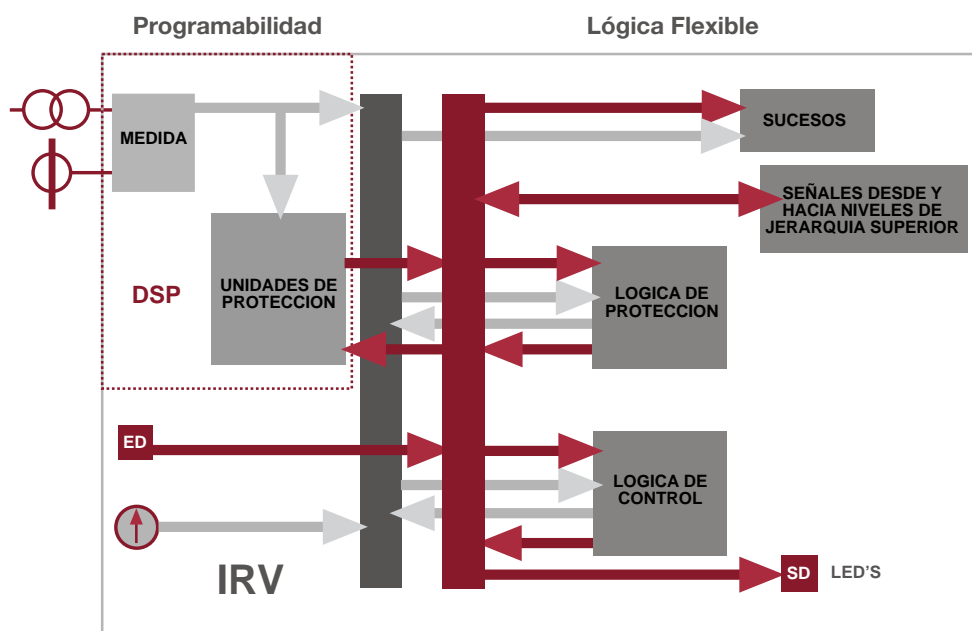 Programabilidad
Lógica Flexible
MEDIDA
SUCESOS
SEÑALES DESDE Y
HACIA NIVELES DE
JERARQUIA SUPERIOR
DSP
UNIDADES DE
PROTECCION
LOGICA DE
PROTECCION
ED
LOGICA DE
CONTROL
IRV
SD
LED'S